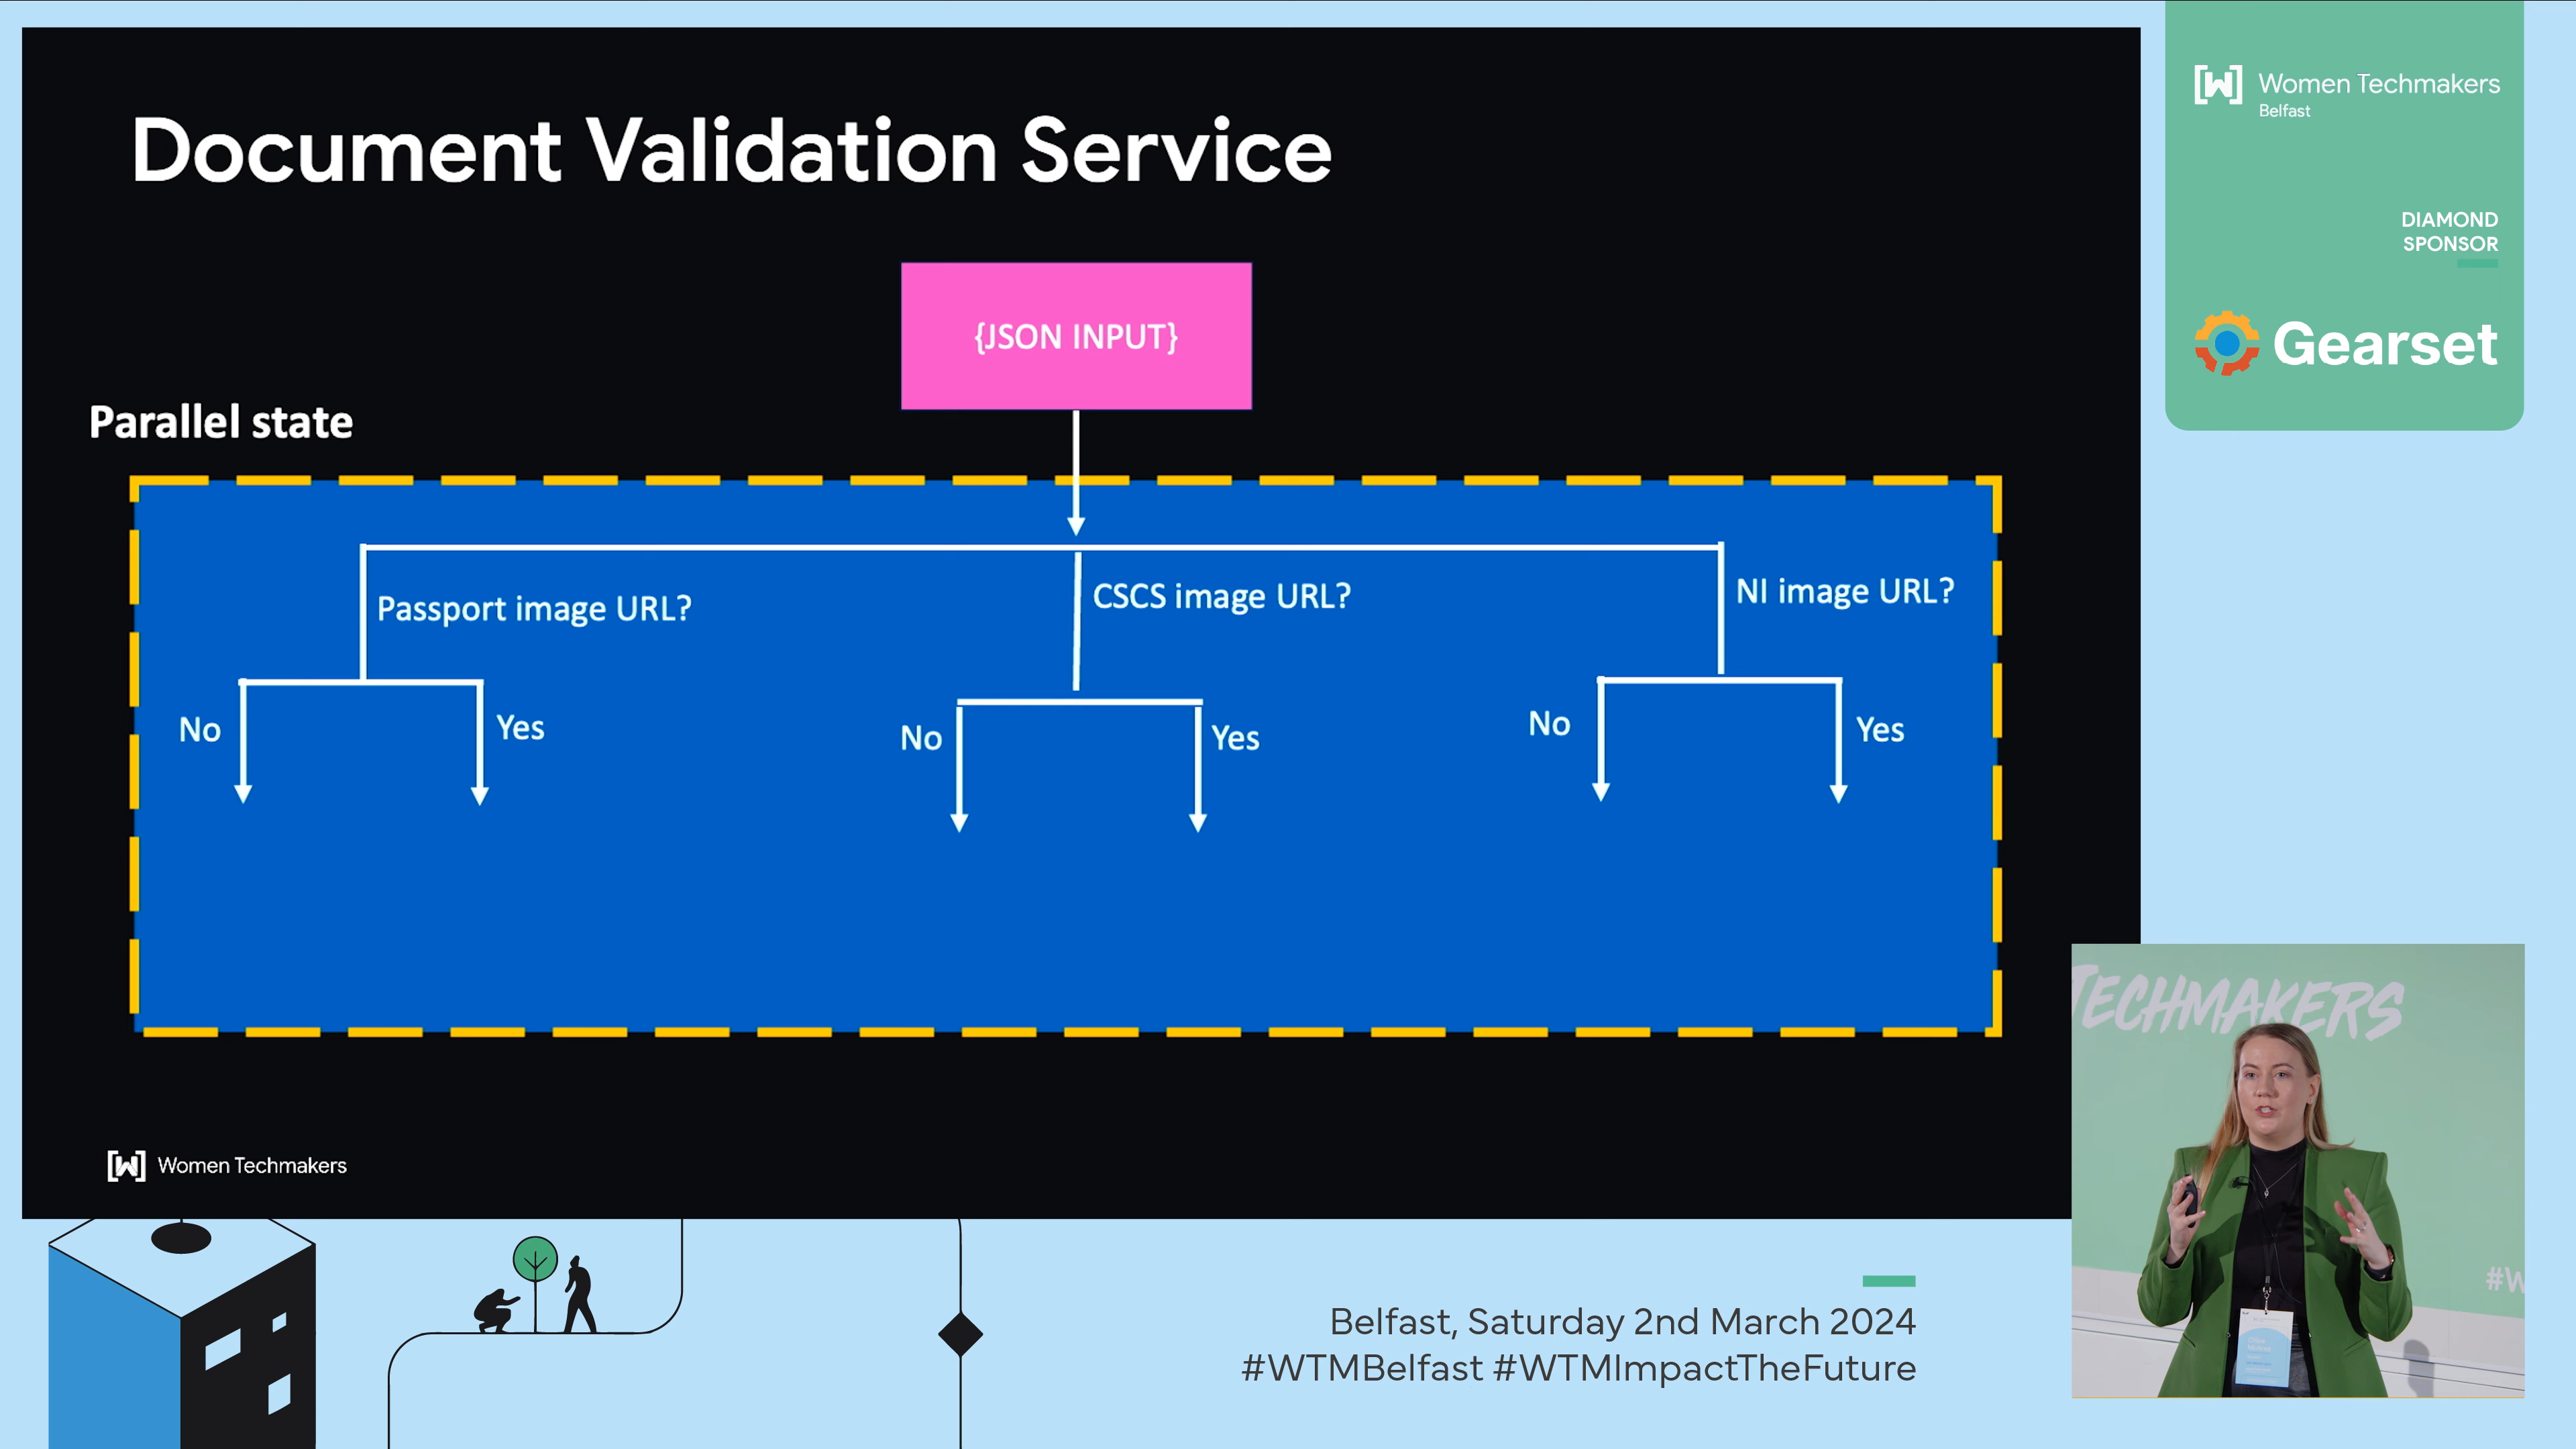 Document Validation Service
{JSON INPUT}
Parallel state
Passport image URL?
CSCS image URL?
NI image URL?
No
Yes
No
Yes
No
Yes
[W] Women Techmakers
[W] Women Techmakers
Belfast
DIAMOND
SPONSOR
Gearset
TECHMAKERS
#W
Belfast, Saturday 2nd March 2024
#WTMBelfast #WTMImpactTheFuture